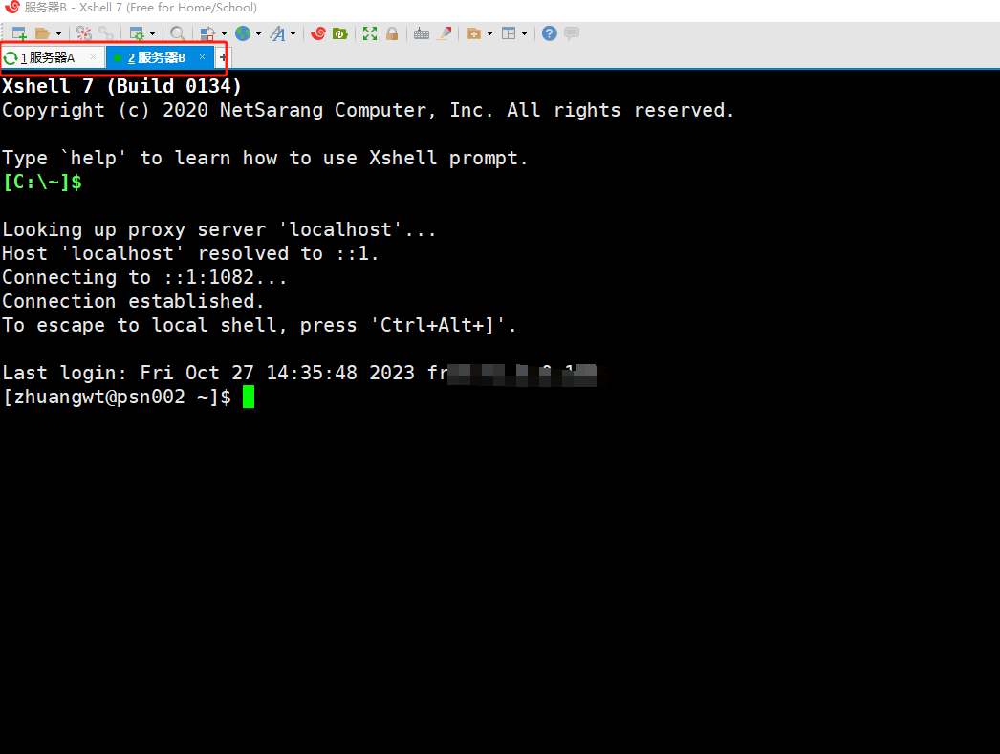 服务器B - Xshell 7 (Free for Home/School)
1 服务器A × 2 服务器B × +
Xshell 7 (Build 0134)
Copyright (c) 2020 NetSarang Computer, Inc. All rights reserved.
Type `help' to learn how to use Xshell prompt.
[C:\~]$
Looking up proxy server 'localhost'...
Host 'localhost' resolved to ::1.
Connecting to ::1:1082...
Connection established.
To escape to local shell, press 'Ctrl+Alt+]'.
Last login: Fri Oct 27 14:35:48 2023
[zhuangwt@psn002 ~]$